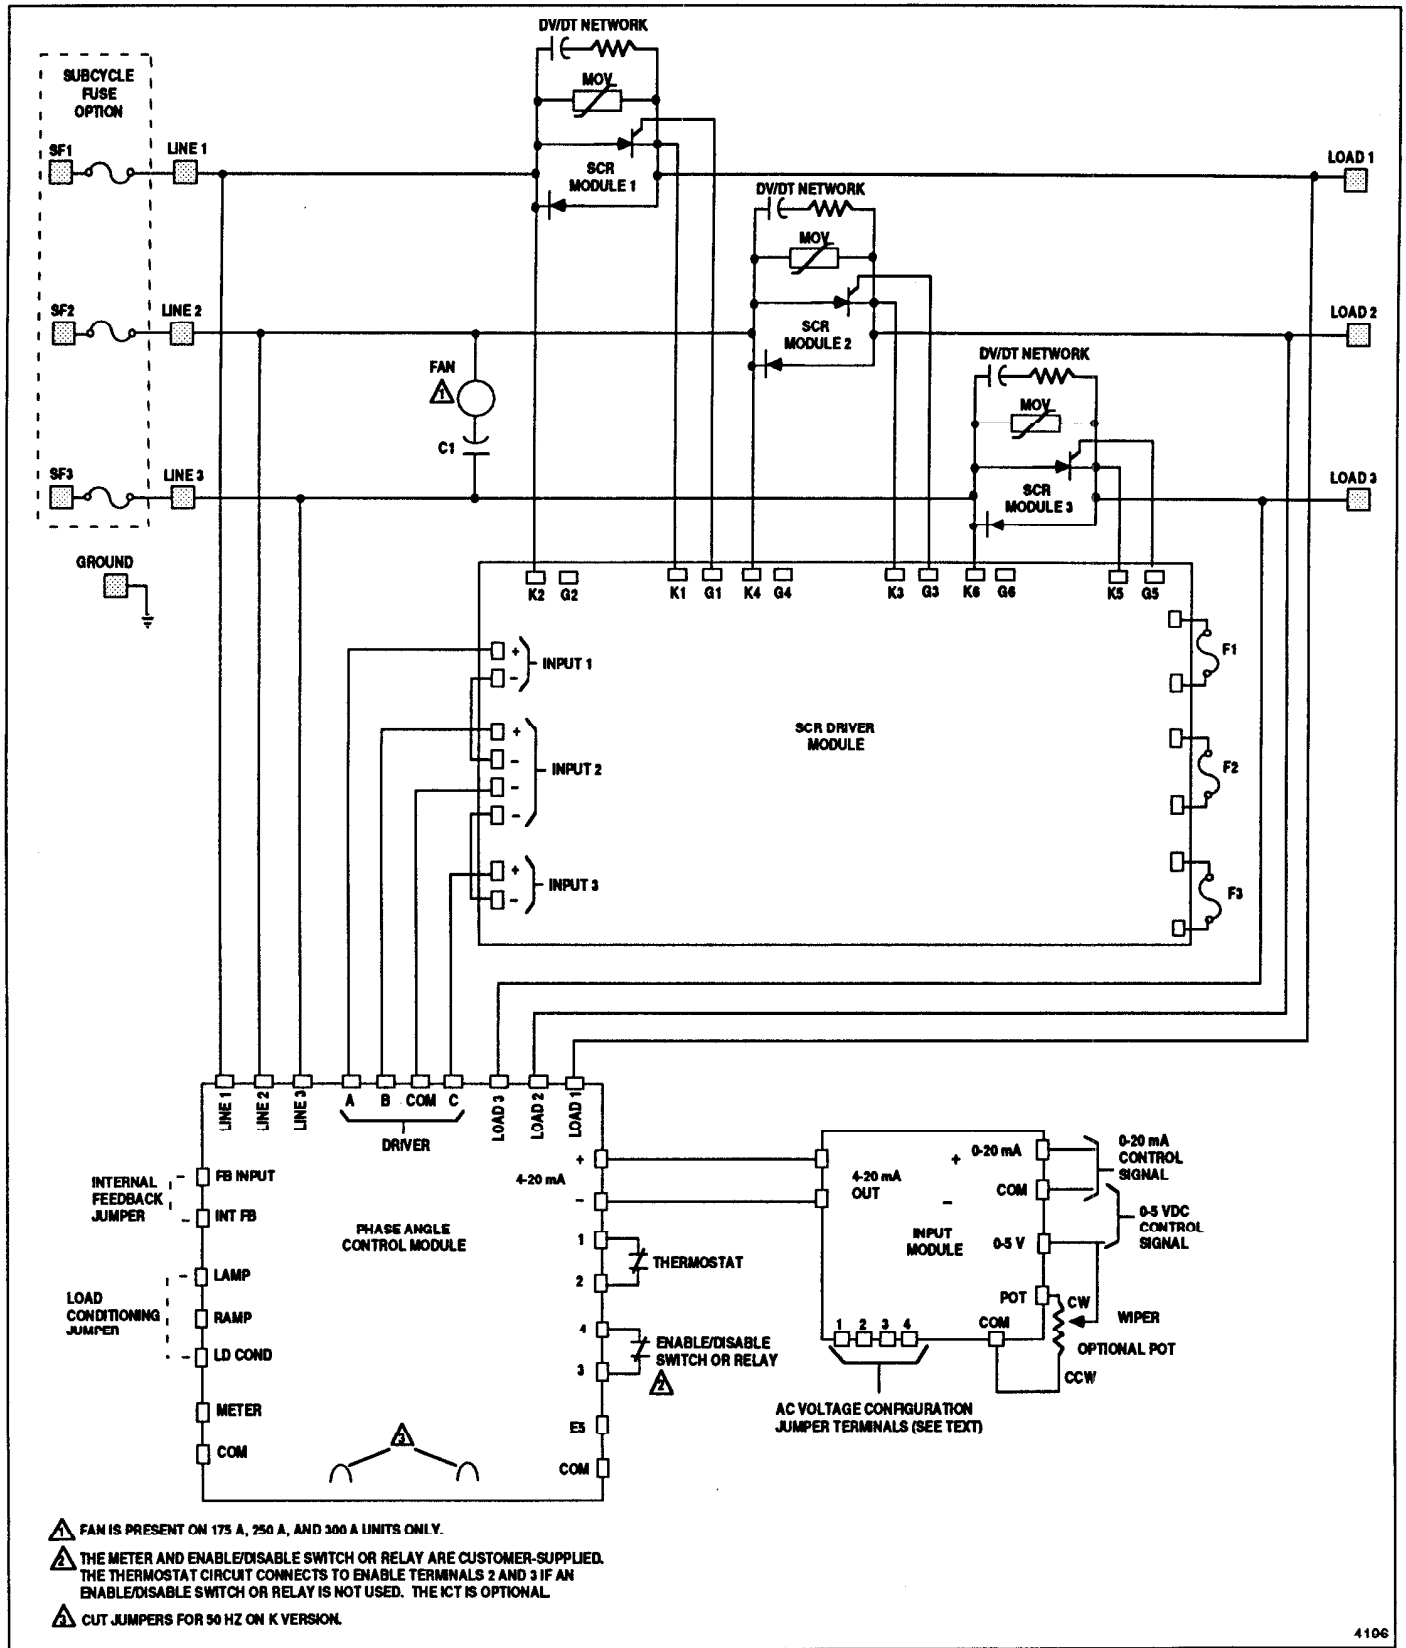 DV/DT NETWORK
SUBCYCLE
FUSE
OPTION
MOV
SF1
LINE 1
SCR
MODULE 1
LOAD 1
DV/DT NETWORK
MOV
SF2
LINE 2
SCR
MODULE 2
LOAD 2
DV/DT NETWORK
FAN
1
MOV
C1
SF3
LINE 3
SCR
MODULE 3
LOAD 3
GROUND
K2 G2 K1 G1 K4 G4 K3 G3 K6 G6 K5 G5
+
- INPUT 1
F1
+
-
- INPUT 2
-
SCR DRIVER
MODULE
F2
+
- INPUT 3
F3
LINE 1 LINE 2 LINE 3 A B COM C LOAD 3 LOAD 2 LOAD 1
DRIVER
INTERNAL
FEEDBACK
JUMPER
FB INPUT
INT FB
PHASE ANGLE
CONTROL MODULE
+
4-20 mA
-
1
2
THERMOSTAT
4
3
ENABLE/DISABLE
SWITCH OR RELAY
2
LOAD
CONDITIONING
JUMPER
LAMP
RAMP
LD COND
METER
COM
3
E5
COM
4-20 mA
OUT
+ 0-20 mA
- COM
INPUT
MODULE
0-5 V
POT
COM
1 2 3 4
0-20 mA
CONTROL
SIGNAL
0-5 VDC
CONTROL
SIGNAL
CW
WIPER
OPTIONAL POT
CCW
AC VOLTAGE CONFIGURATION
JUMPER TERMINALS (SEE TEXT)
1 FAN IS PRESENT ON 175 A, 250 A, AND 300 A UNITS ONLY.
2 THE METER AND ENABLE/DISABLE SWITCH OR RELAY ARE CUSTOMER-SUPPLIED.
THE THERMOSTAT CIRCUIT CONNECTS TO ENABLE TERMINALS 2 AND 3 IF AN
ENABLE/DISABLE SWITCH OR RELAY IS NOT USED. THE ICT IS OPTIONAL
3 CUT JUMPERS FOR 50 HZ ON K VERSION.
4106